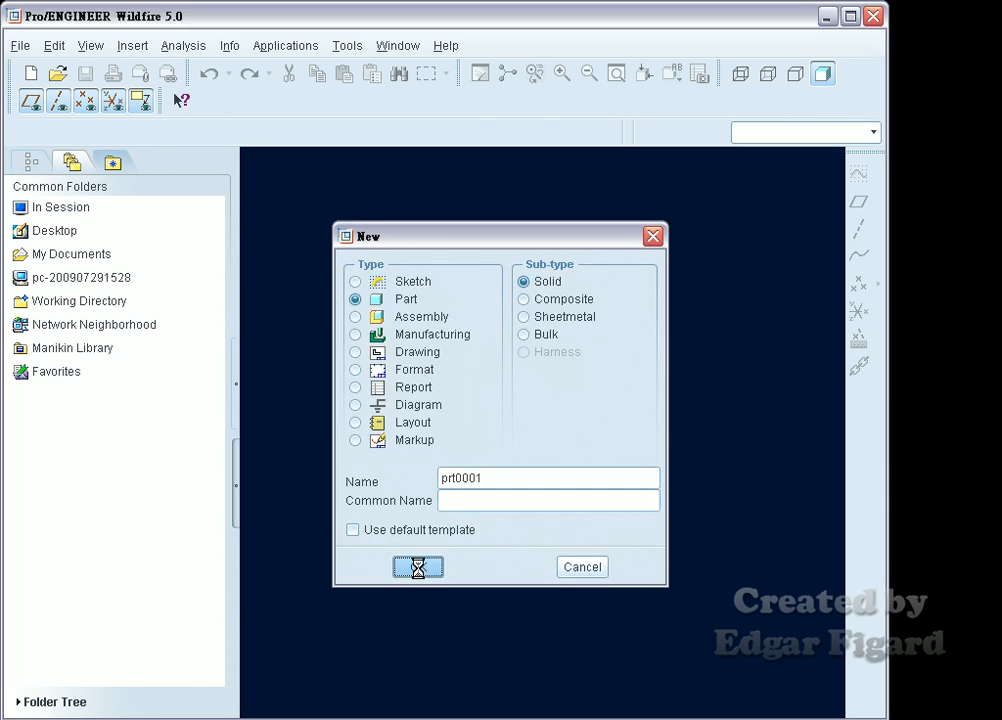 Pro/ENGINEER Wildfire 5.0
File Edit View Insert Analysis Info Applications Tools Window Help
Common Folders
In Session
Desktop
My Documents
pc-200907291528
Working Directory
Network Neighborhood
Manikin Library
Favorites
Folder Tree
New
Type
Sketch
Part
Assembly
Manufacturing
Drawing
Format
Report
Diagram
Layout
Markup
Sub-type
Solid
Composite
Sheetmetal
Bulk
Harness
Name prt0001
Common Name
Use default template
Cancel
Created by
Edgar Figard